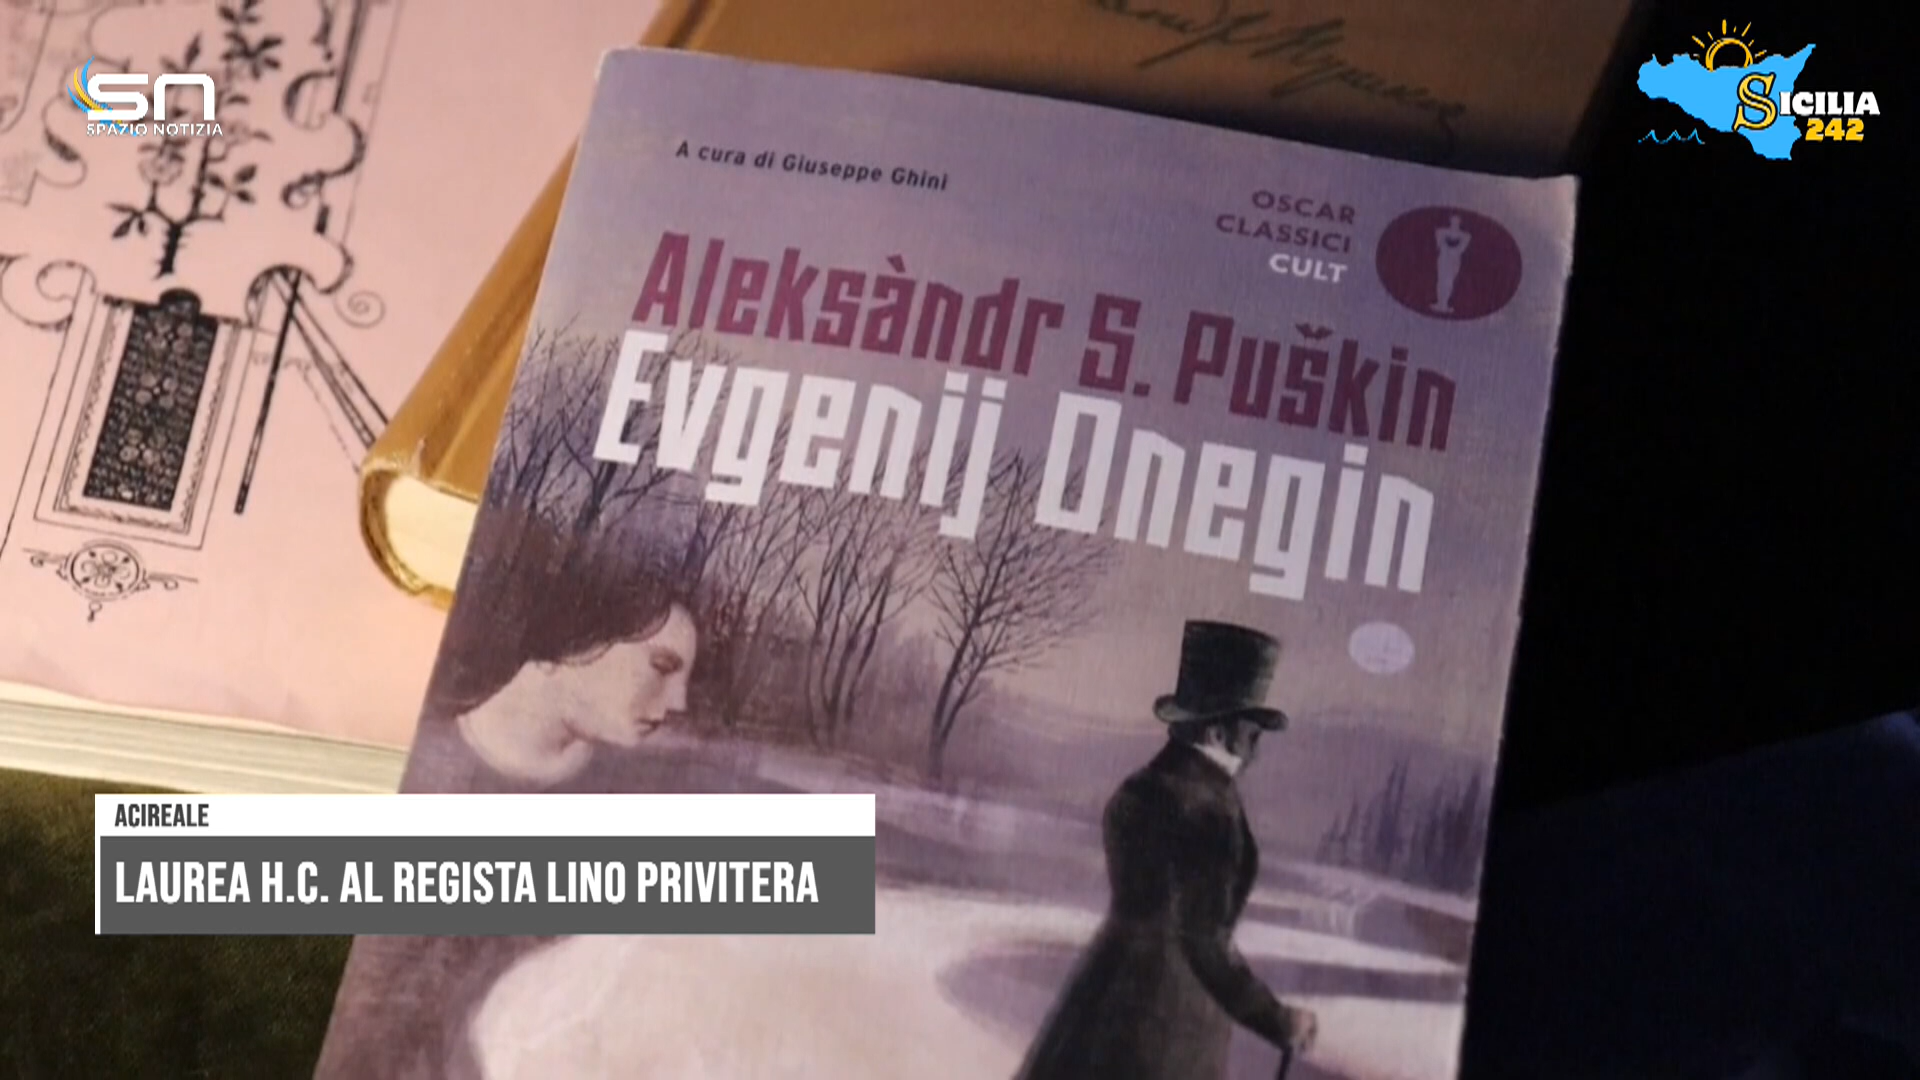 SN
SPAZIO NOTIZIA
SICILIA
242
A cura di Giuseppe Ghini
OSCAR
CLASSICI
CULT
Aleksàndr S. Puškin
Evgenij Onegin
ACIREALE
LAUREA H.C. AL REGISTA LINO PRIVITERA